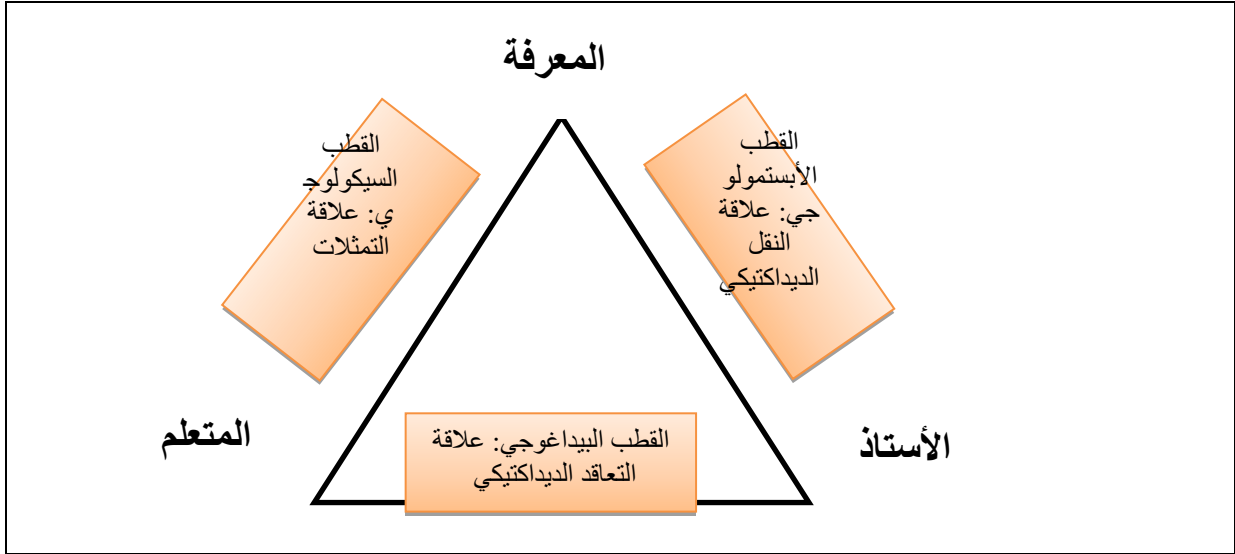 المعرفة
القطب
الأبستمولو
جي: علاقة
النقل
الديداكتيكي
القطب
السيكولوج
ي: علاقة
التمثلات
الأستاذ
القطب البيداغوجي: علاقة
التعاقد الديداكتيكي
المتعلم